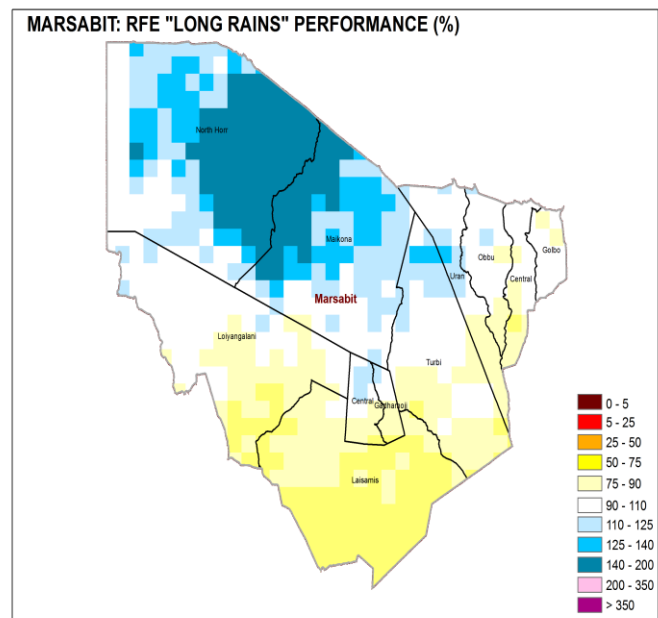 MARSABIT: RFE "LONG RAINS" PERFORMANCE (%)
North Horr
Maikona
Obbu
Golbo
Uran
Central
Marsabit
Loiyangalani
Turbi
Central
Gadhamoji
Laisamis
0 - 5
5 - 25
25 - 50
50 - 75
75 - 90
90 - 110
110 - 125
125 - 140
140 - 200
200 - 350
> 350